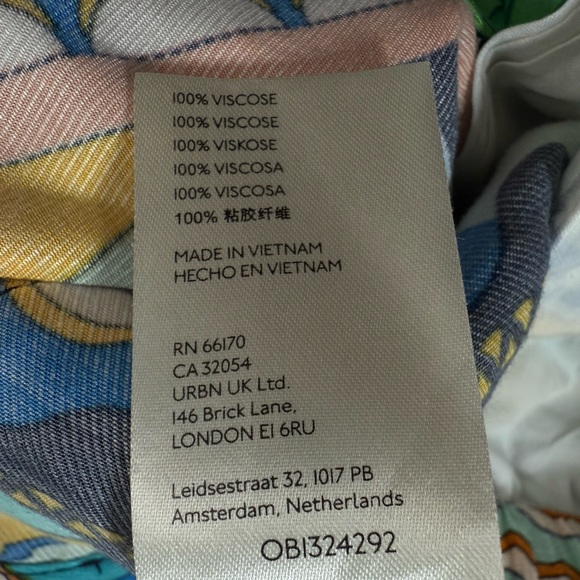 100% VISCOSE
100% VISCOSE
100% VISKOSE
100% VISCOSA
100% VISCOSA
100% 粘胶纤维
MADE IN VIETNAM
HECHO EN VIETNAM
RN 66170
CA 32054
URBN UK Ltd.
146 Brick Lane,
LONDON E1 6RU
Leidsestraat 32, 1017 PB
Amsterdam, Netherlands
OB1324292